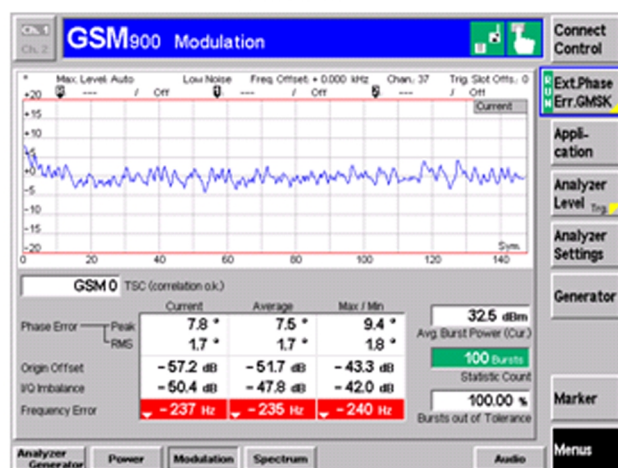 Ch. 1
Ch. 2
GSM900 Modulation
Connect
Control
Max. Level: Auto Low Noise Freq. Offset: + 0.000 kHz Chan.: 37 Trig. Slot Offs.: 0
--- / Off --- / Off --- / Off
°
+20
Current
+15
+10
+5
+0
-5
-10
-15
-20
Sym.
0 20 40 60 80 100 120 140
RUN
Ext.Phase
Err.GMSK
Appli-
cation
Analyzer
Level Trg.
Analyzer
Settings
Generator
Marker
Menus
GSM 0 TSC (correlation o.k.)
Current Average Max / Min
Phase Error Peak 7.8 ° 7.5 ° 9.4 °
RMS 1.7 ° 1.7 ° 1.8 °
Origin Offset - 57.2 dB - 51.7 dB - 43.3 dB
I/Q Imbalance - 50.4 dB - 47.8 dB - 42.0 dB
Frequency Error - 237 Hz - 235 Hz - 240 Hz
32.5 dBm
Avg. Burst Power (Cur.)
100 Bursts
Statistic Count
100.00 %
Bursts out of Tolerance
Analyzer
Generator
Power
Modulation
Spectrum
Audio